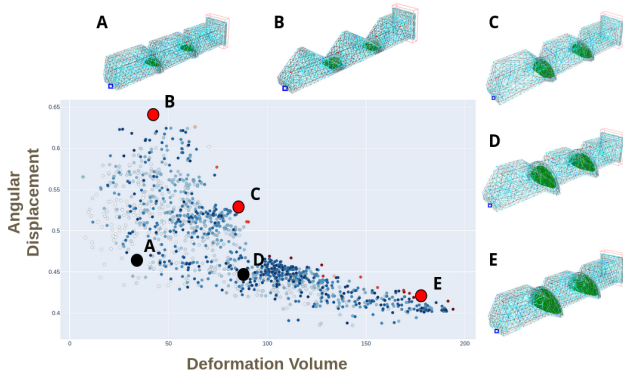 A
B
C
0.65
B
0.6
D
0.55
C
Angular
Displacement
0.5
A
D
E
0.45
E
0.4
0
50
100
150
200
Deformation Volume